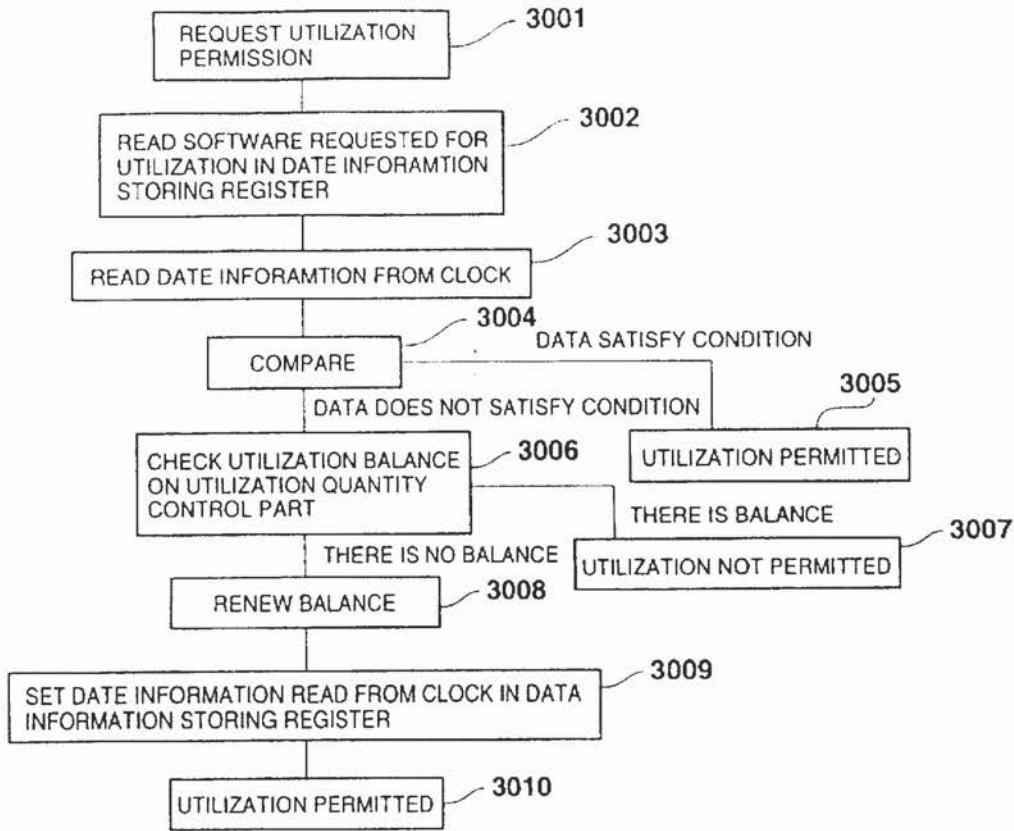 REQUEST UTILIZATION
PERMISSION
3001
READ SOFTWARE REQUESTED FOR
UTILIZATION IN DATE INFORAMTION
STORING REGISTER
3002
READ DATE INFORAMTION FROM CLOCK
3003
COMPARE
3004
DATA SATISFY CONDITION
DATA DOES NOT SATISFY CONDITION
3005
UTILIZATION PERMITTED
CHECK UTILIZATION BALANCE
ON UTILIZATION QUANTITY
CONTROL PART
3006
THERE IS BALANCE
3007
THERE IS NO BALANCE
UTILIZATION NOT PERMITTED
RENEW BALANCE
3008
SET DATE INFORMATION READ FROM CLOCK IN DATA
INFORMATION STORING REGISTER
3009
UTILIZATION PERMITTED
3010